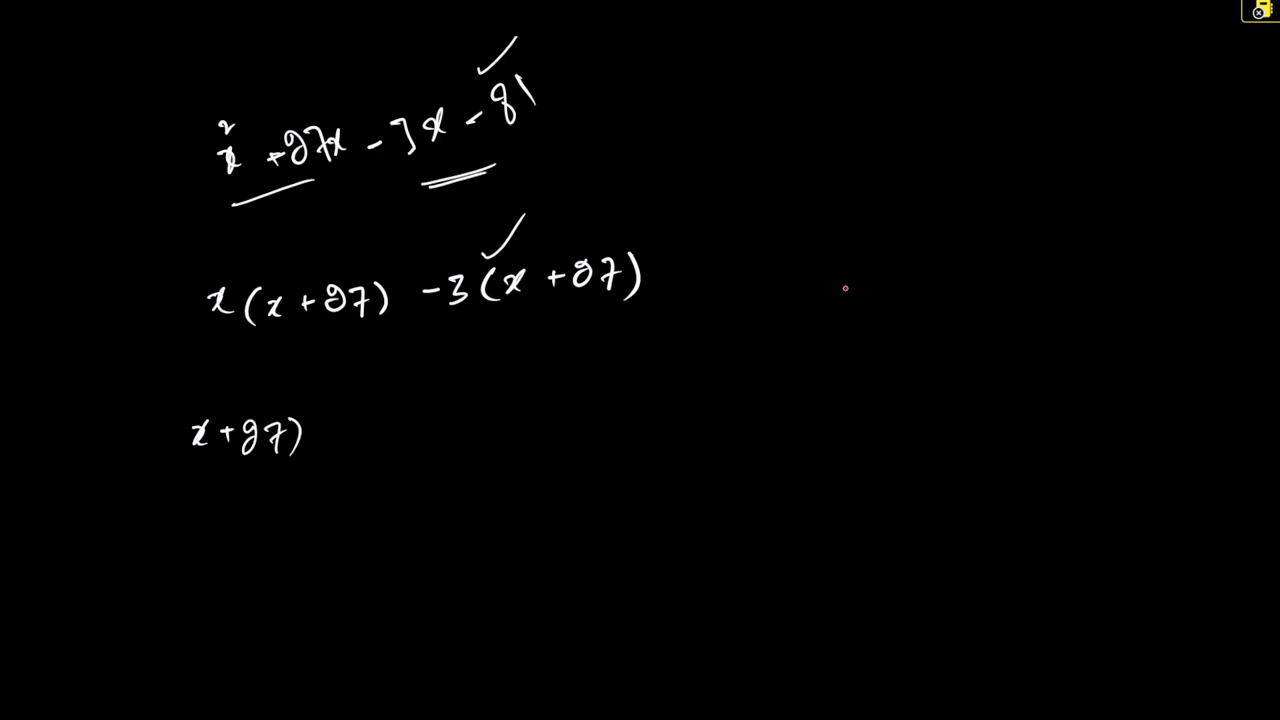 x² + 27x - 3x - 81
x(x + 27) - 3(x + 27)
x + 27)